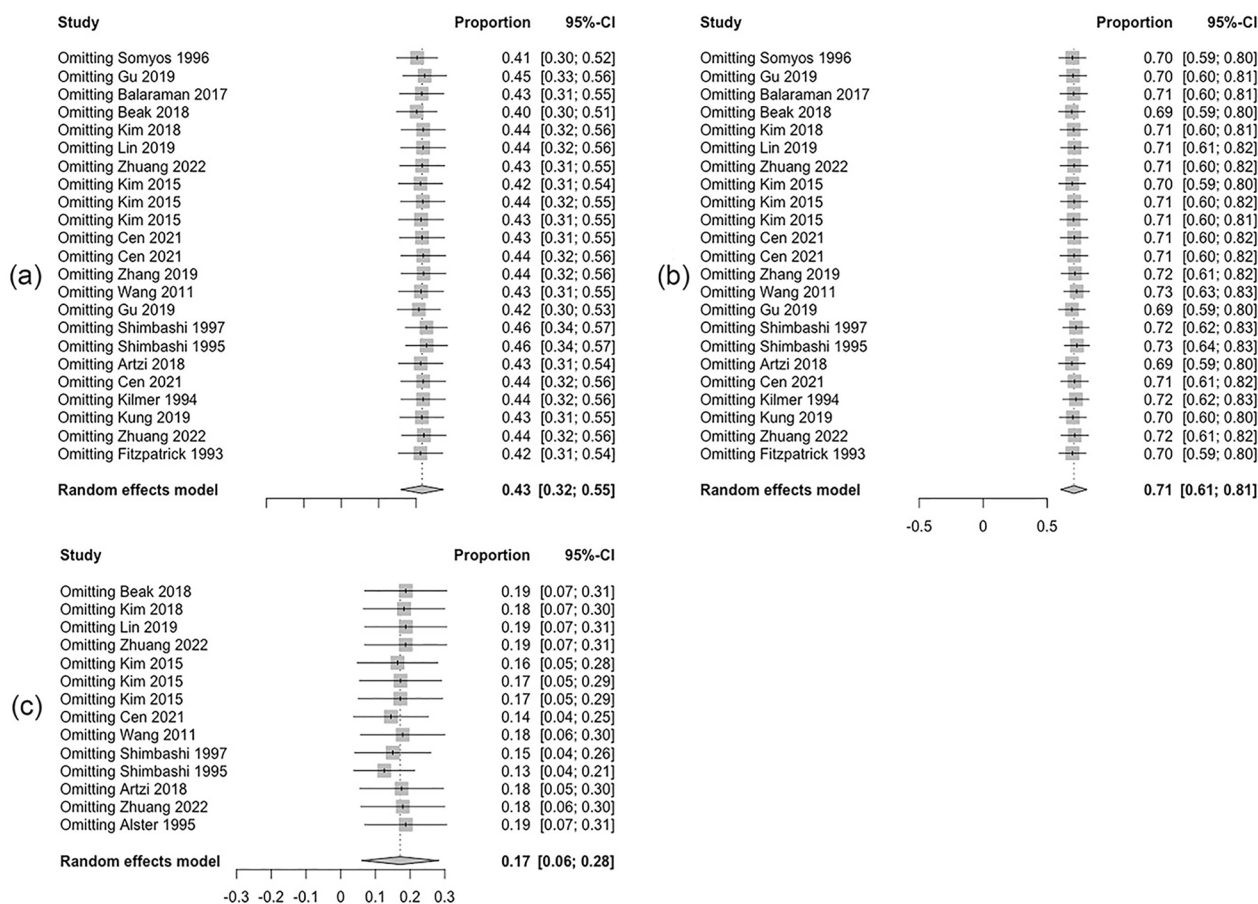 Study Proportion 95%-CI
Omitting Somyos 1996 0.41 [0.30; 0.52]
Omitting Gu 2019 0.45 [0.33; 0.56]
Omitting Balaraman 2017 0.43 [0.31; 0.55]
Omitting Beak 2018 0.40 [0.30; 0.51]
Omitting Kim 2018 0.44 [0.32; 0.56]
Omitting Lin 2019 0.44 [0.32; 0.56]
Omitting Zhuang 2022 0.43 [0.31; 0.55]
Omitting Kim 2015 0.42 [0.31; 0.54]
Omitting Kim 2015 0.44 [0.32; 0.55]
Omitting Kim 2015 0.43 [0.31; 0.55]
Omitting Cen 2021 0.43 [0.31; 0.55]
Omitting Cen 2021 0.44 [0.32; 0.56]
(a)
Omitting Zhang 2019 0.44 [0.32; 0.56]
Omitting Wang 2011 0.43 [0.31; 0.55]
Omitting Gu 2019 0.42 [0.30; 0.53]
Omitting Shimbashi 1997 0.46 [0.34; 0.57]
Omitting Shimbashi 1995 0.46 [0.34; 0.57]
Omitting Artzi 2018 0.43 [0.31; 0.54]
Omitting Cen 2021 0.44 [0.32; 0.56]
Omitting Kilmer 1994 0.44 [0.32; 0.56]
Omitting Kung 2019 0.43 [0.31; 0.55]
Omitting Zhuang 2022 0.44 [0.32; 0.56]
Omitting Fitzpatrick 1993 0.42 [0.31; 0.54]
Random effects model 0.43 [0.32; 0.55]
Study Proportion 95%-CI
Omitting Somyos 1996 0.70 [0.59; 0.80]
Omitting Gu 2019 0.70 [0.60; 0.81]
Omitting Balaraman 2017 0.71 [0.60; 0.81]
Omitting Beak 2018 0.69 [0.59; 0.80]
Omitting Kim 2018 0.71 [0.60; 0.81]
Omitting Lin 2019 0.71 [0.61; 0.82]
Omitting Zhuang 2022 0.71 [0.60; 0.82]
Omitting Kim 2015 0.70 [0.59; 0.80]
Omitting Kim 2015 0.71 [0.60; 0.82]
Omitting Kim 2015 0.71 [0.60; 0.81]
Omitting Cen 2021 0.71 [0.60; 0.82]
Omitting Cen 2021 0.71 [0.60; 0.82]
(b)
Omitting Zhang 2019 0.72 [0.61; 0.82]
Omitting Wang 2011 0.73 [0.63; 0.83]
Omitting Gu 2019 0.69 [0.59; 0.80]
Omitting Shimbashi 1997 0.72 [0.62; 0.83]
Omitting Shimbashi 1995 0.73 [0.64; 0.83]
Omitting Artzi 2018 0.69 [0.59; 0.80]
Omitting Cen 2021 0.71 [0.61; 0.82]
Omitting Kilmer 1994 0.72 [0.62; 0.83]
Omitting Kung 2019 0.70 [0.60; 0.80]
Omitting Zhuang 2022 0.72 [0.61; 0.82]
Omitting Fitzpatrick 1993 0.70 [0.59; 0.80]
Random effects model 0.71 [0.61; 0.81]
-0.5 0 0.5
Study Proportion 95%-CI
Omitting Beak 2018 0.19 [0.07; 0.31]
Omitting Kim 2018 0.18 [0.07; 0.30]
Omitting Lin 2019 0.19 [0.07; 0.31]
Omitting Zhuang 2022 0.19 [0.07; 0.31]
Omitting Kim 2015 0.16 [0.05; 0.28]
Omitting Kim 2015 0.17 [0.05; 0.29]
Omitting Kim 2015 0.17 [0.05; 0.29]
(c)
Omitting Cen 2021 0.14 [0.04; 0.25]
Omitting Wang 2011 0.18 [0.06; 0.30]
Omitting Shimbashi 1997 0.15 [0.04; 0.26]
Omitting Shimbashi 1995 0.13 [0.04; 0.21]
Omitting Artzi 2018 0.18 [0.05; 0.30]
Omitting Zhuang 2022 0.18 [0.06; 0.30]
Omitting Alster 1995 0.19 [0.07; 0.31]
Random effects model 0.17 [0.06; 0.28]
-0.3 -0.2 -0.1 0 0.1 0.2 0.3